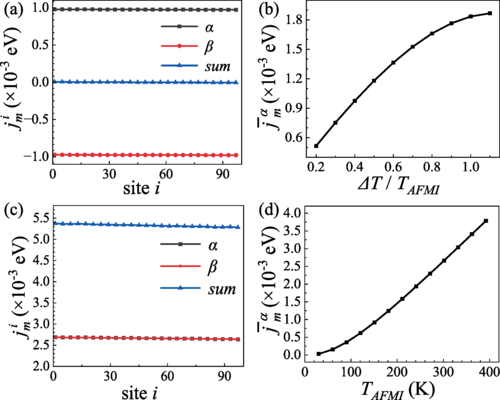 (a)
1.0
0.5
0.0
−0.5
−1.0
j_m^i (×10⁻³ eV)
α
β
sum
0 30 60 90
site i
(b)
1.8
1.5
1.2
0.9
0.6
j̅_m^α (×10⁻³ eV)
0.2 0.4 0.6 0.8 1.0
ΔT / T_AFMI
(c)
5.5
5.0
4.5
4.0
3.5
3.0
2.5
2.0
j_m^i (×10⁻³ eV)
α
β
sum
0 30 60 90
site i
(d)
4.0
3.5
3.0
2.5
2.0
1.5
1.0
0.5
0.0
j̅_m^α (×10⁻³ eV)
0 100 200 300 400
T_AFMI (K)